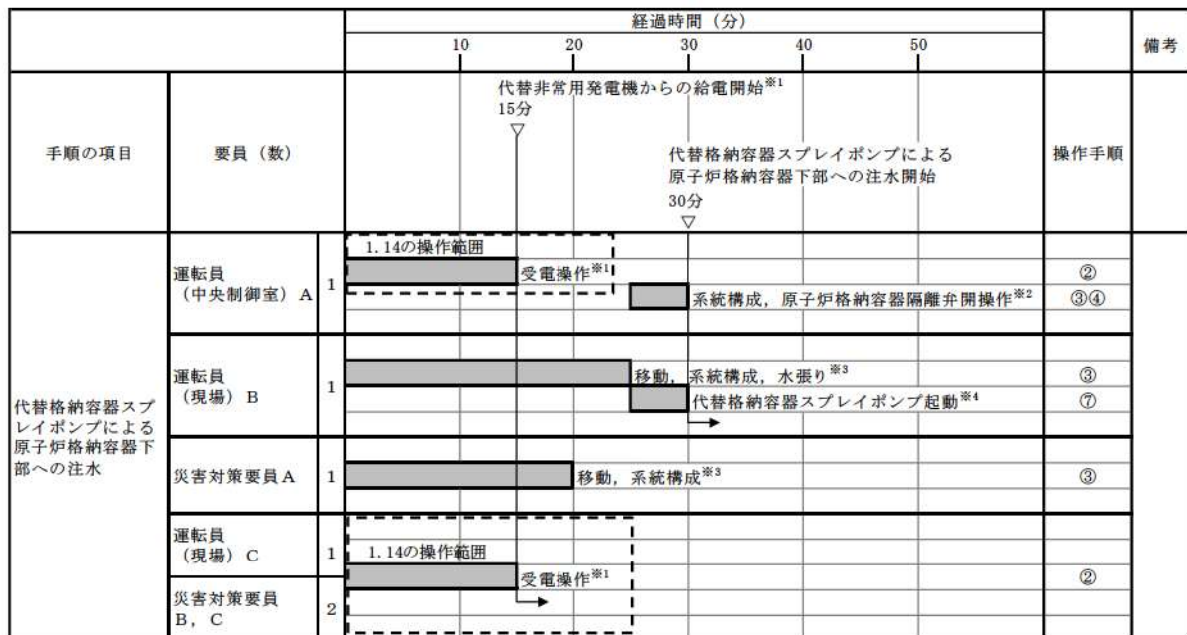 経過時間（分）
10 20 30 40 50
備考
手順の項目
要員（数）
操作手順
代替非常用発電機からの給電開始※1
15分
▽
代替格納容器スプレイポンプによる
原子炉格納容器下部への注水開始
30分
▽
代替格納容器スプ
レイポンプによる
原子炉格納容器下
部への注水
運転員
（中央制御室）A
1
1.14の操作範囲
受電操作※1
②
系統構成，原子炉格納容器隔離弁開操作※2
③④
運転員
（現場）B
1
移動，系統構成，水張り※3
③
代替格納容器スプレイポンプ起動※4
⑦
災害対策要員A
1
移動，系統構成※3
③
運転員
（現場）C
1
1.14の操作範囲
受電操作※1
②
災害対策要員
B，C
2